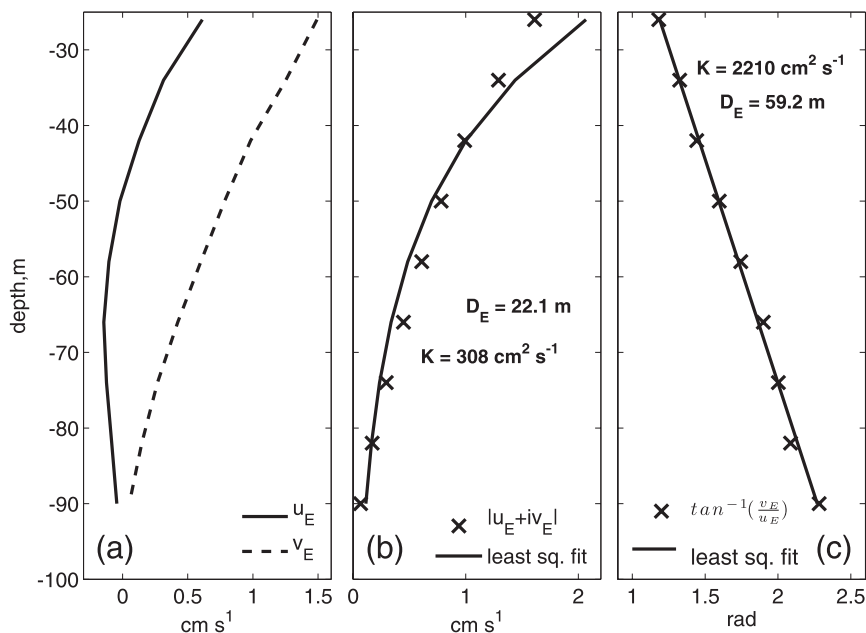 -30
-40
-50
-60
-70
-80
-90
-100
depth,m
0 0.5 1 1.5
cm s¹
u_E
v_E
(a)
0 1 2
cm s¹
D_E = 22.1 m
K = 308 cm² s⁻¹
|u_E+iv_E|
least sq. fit
(b)
1 1.5 2 2.5
rad
K = 2210 cm² s⁻¹
D_E = 59.2 m
tan⁻¹(v_E/u_E)
least sq. fit
(c)